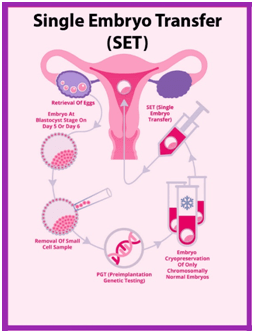 Single Embryo Transfer
(SET)
Retrieval Of Eggs
Embryo At
Blastocyst Stage On
Day 5 Or Day 6
SET (Single
Embryo
Transfer)
Removal Of Small
Cell Sample
PGT (Preimplantation
Genetic Testing)
Embryo
Cryepreservation
Of Only
Chromosomally
Normal Embryos